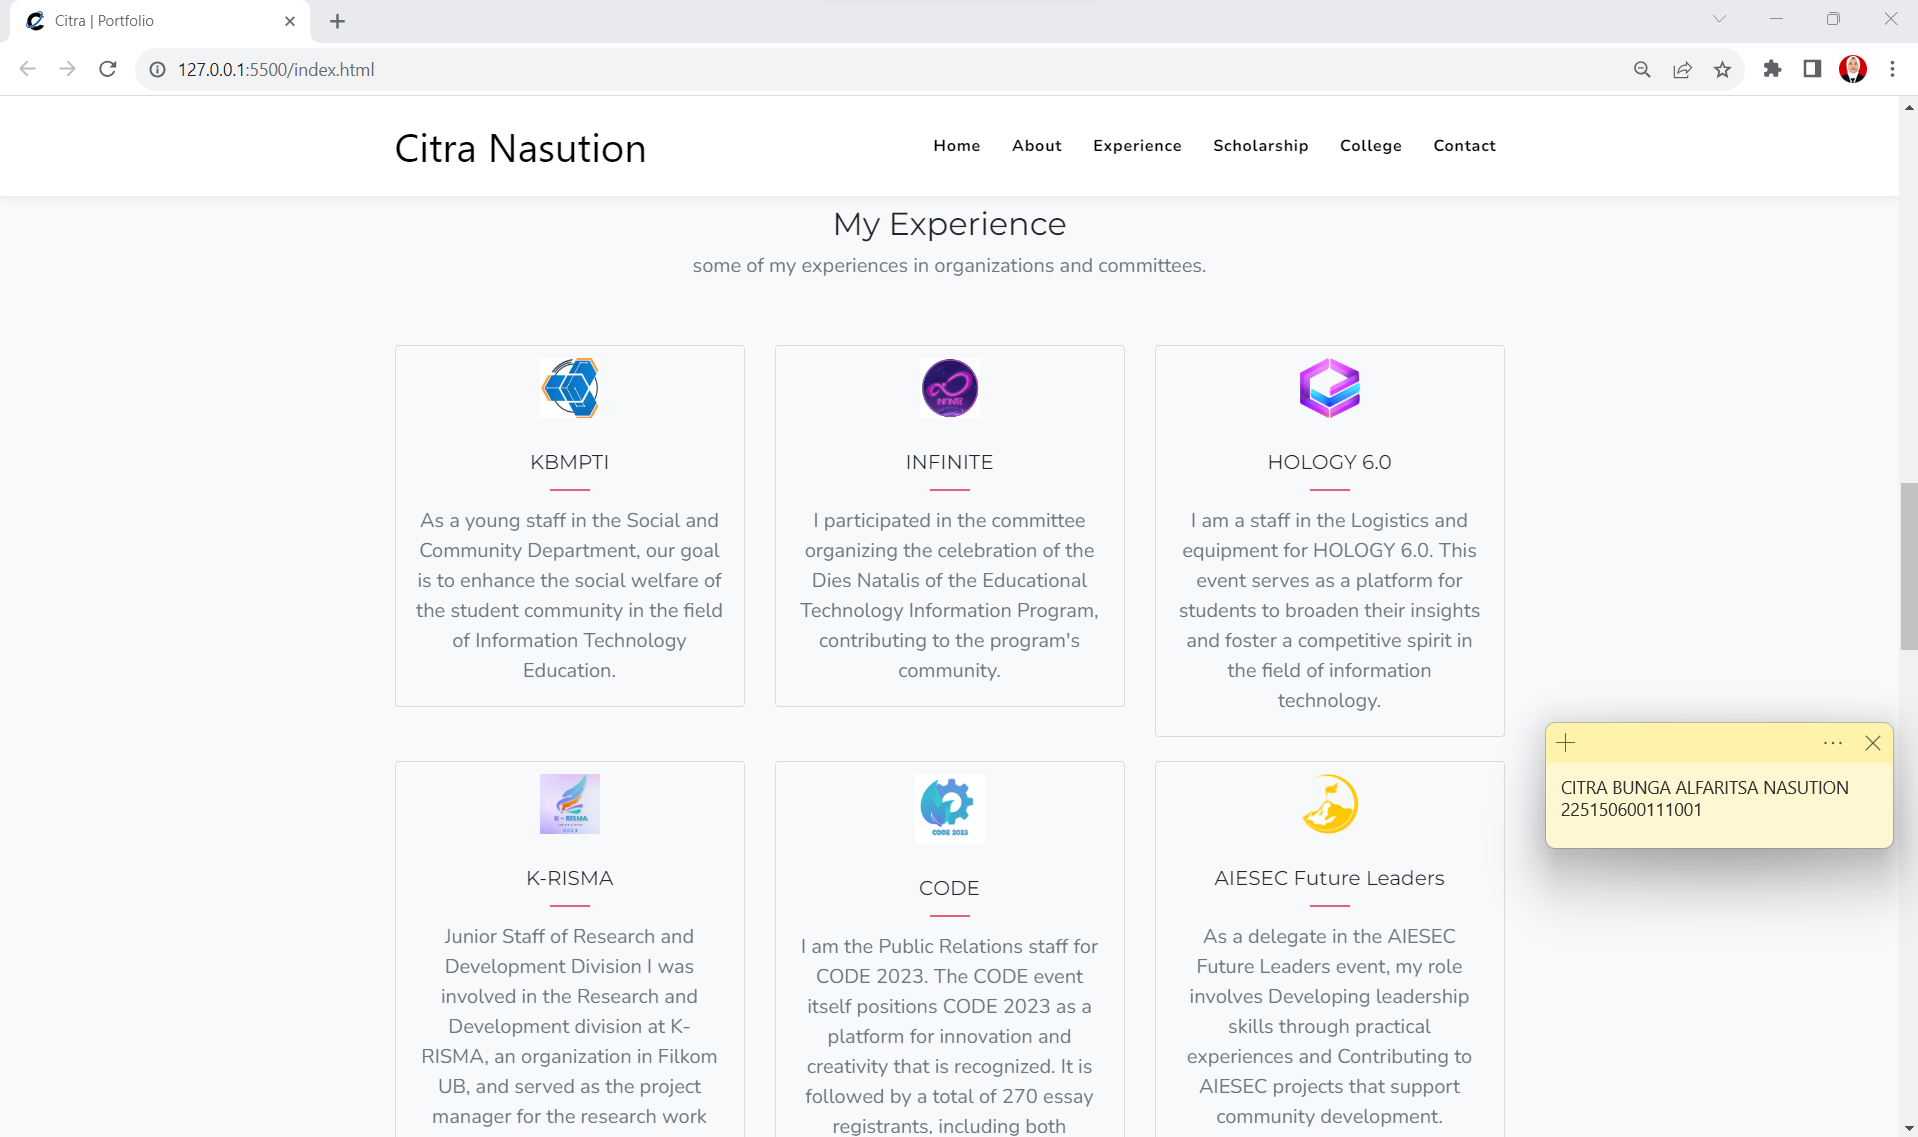 Citra | Portfolio
127.0.0.1:5500/index.html
Citra Nasution
Home About Experience Scholarship College Contact
My Experience
some of my experiences in organizations and committees.
KBMPTI
As a young staff in the Social and
Community Department, our goal
is to enhance the social welfare of
the student community in the field
of Information Technology
Education.
INFINITE
INFINITE
I participated in the committee
organizing the celebration of the
Dies Natalis of the Educational
Technology Information Program,
contributing to the program's
community.
HOLOGY 6.0
I am a staff in the Logistics and
equipment for HOLOGY 6.0. This
event serves as a platform for
students to broaden their insights
and foster a competitive spirit in
the field of information
technology.
K - RISMA
2023
K-RISMA
Junior Staff of Research and
Development Division I was
involved in the Research and
Development division at K-
RISMA, an organization in Filkom
UB, and served as the project
manager for the research work
CODE 2023
CODE
I am the Public Relations staff for
CODE 2023. The CODE event
itself positions CODE 2023 as a
platform for innovation and
creativity that is recognized. It is
followed by a total of 270 essay
registrants, including both
AIESEC Future Leaders
As a delegate in the AIESEC
Future Leaders event, my role
involves Developing leadership
skills through practical
experiences and Contributing to
AIESEC projects that support
community development.
CITRA BUNGA ALFARITSA NASUTION
225150600111001